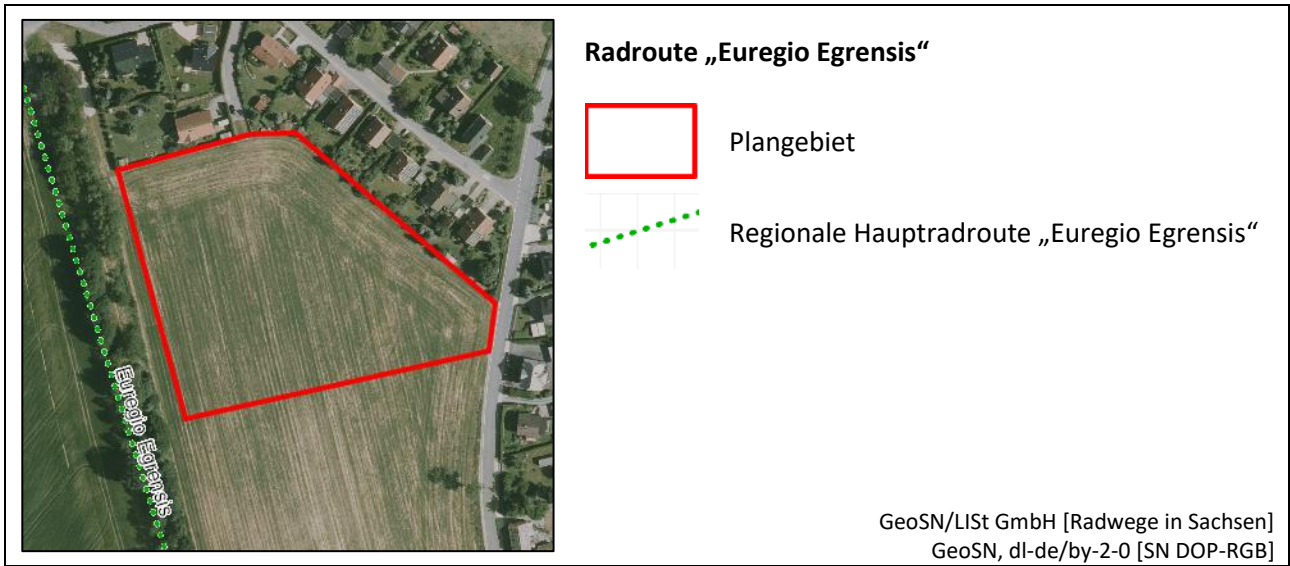 Radroute „Euregio Egrensis“
Plangebiet
Regionale Hauptradroute „Euregio Egrensis“
Euregio Egrensis
GeoSN/LISt GmbH [Radwege in Sachsen]
GeoSN, dl-de/by-2-0 [SN DOP-RGB]